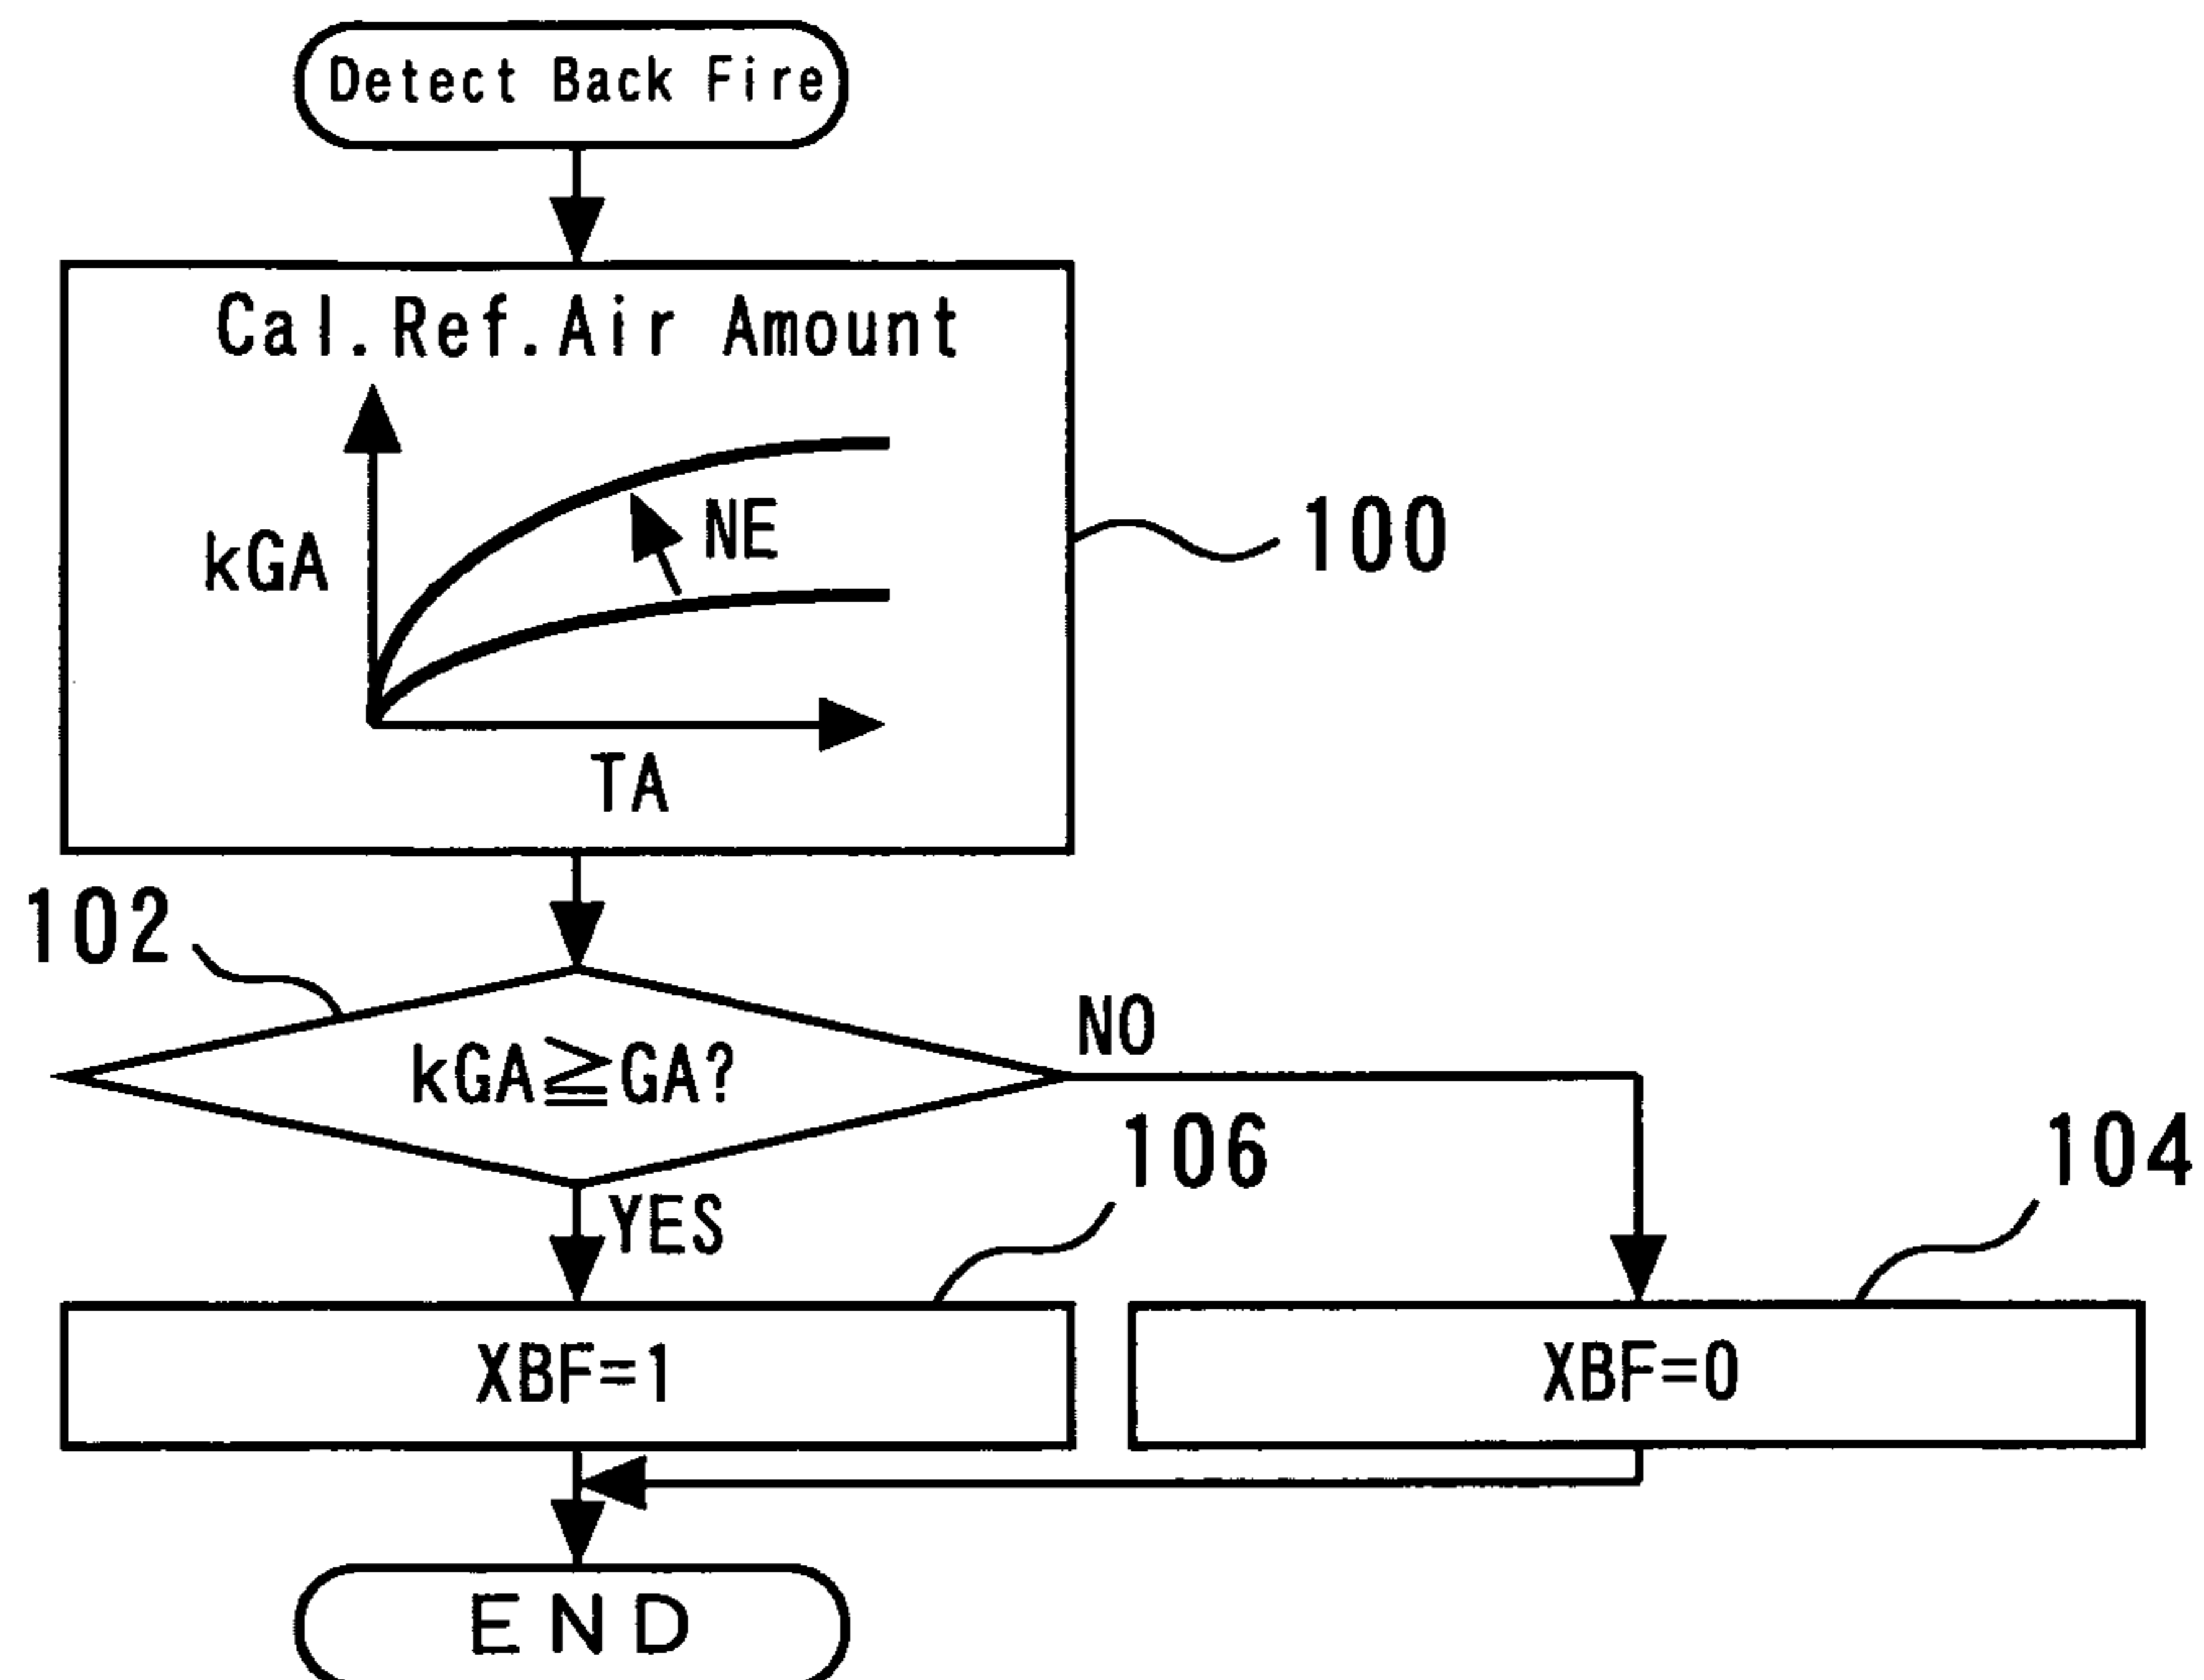 Detect Back Fire
Cal.Ref.Air Amount
kGA
NE
TA
100
102
kGA≧GA?
NO
YES
106
104
XBF=1
XBF=0
END